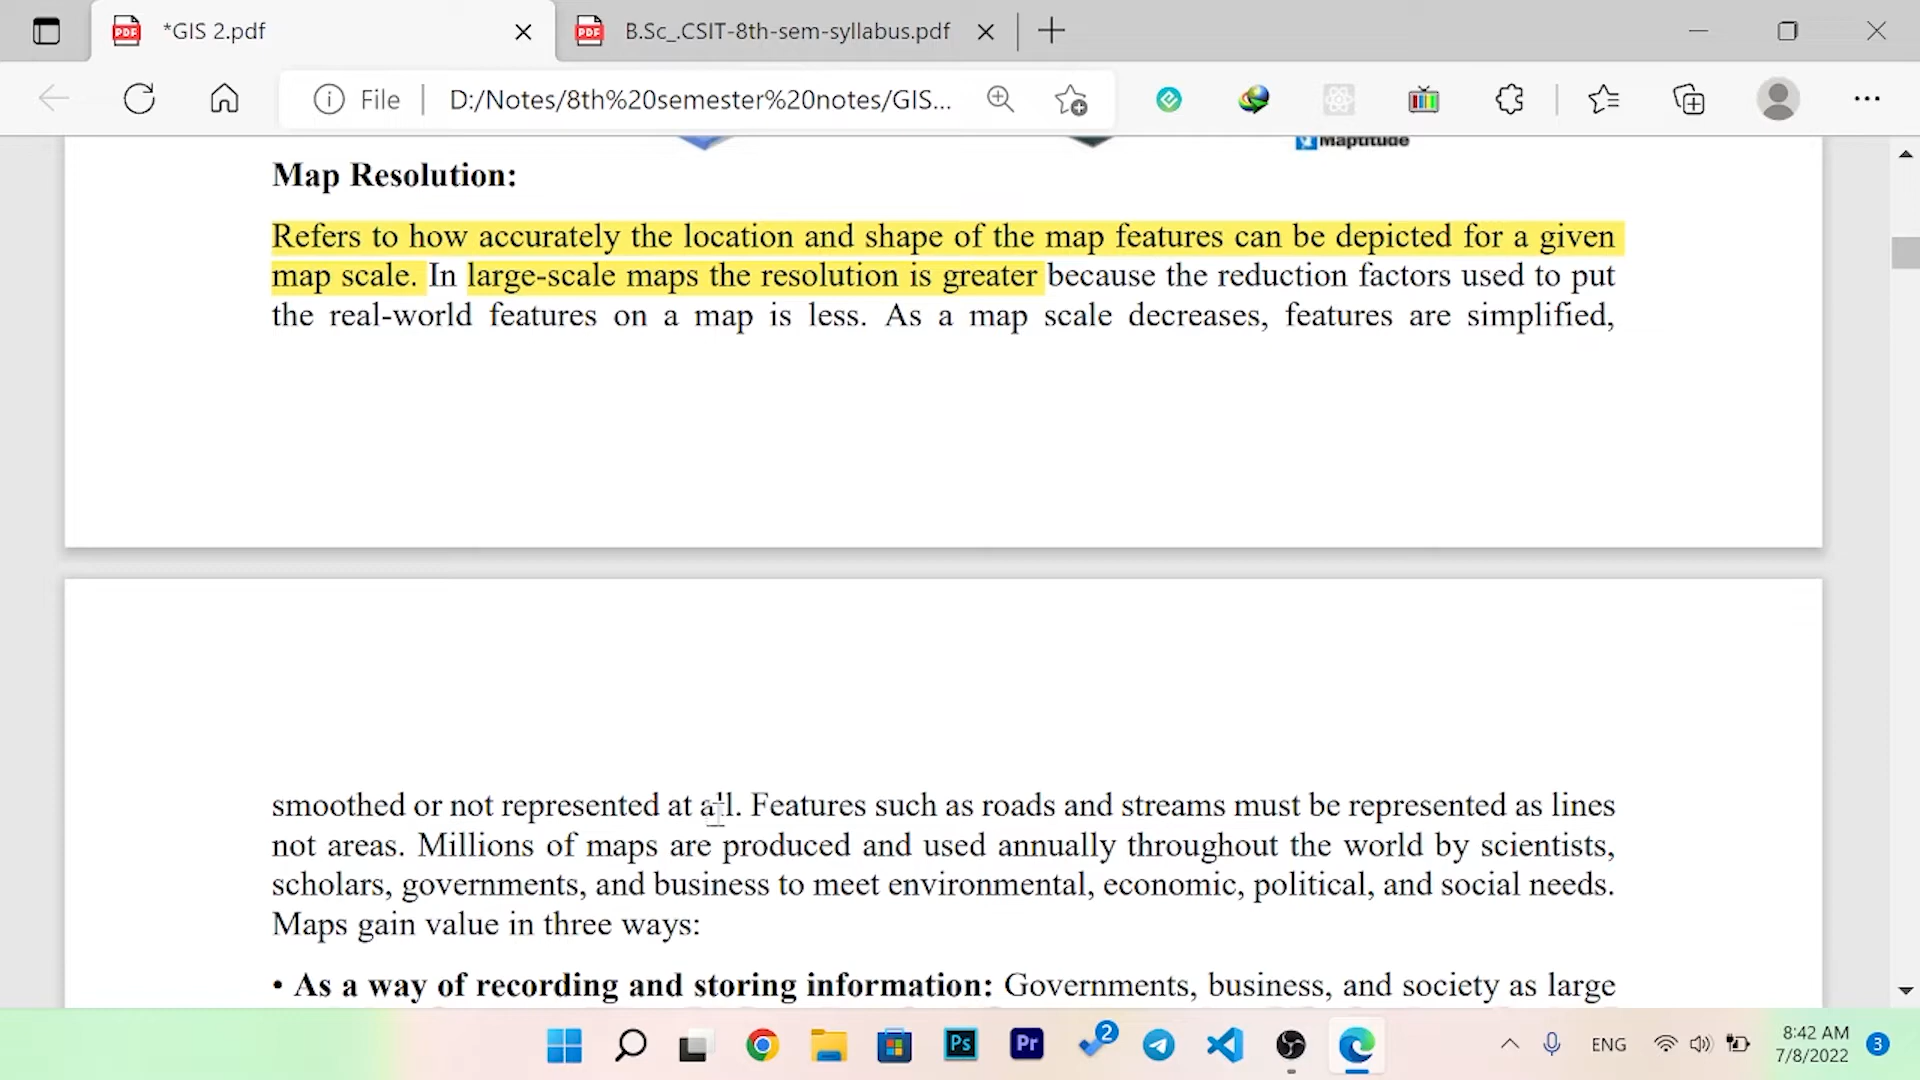 *GIS 2.pdf
B.Sc_.CSIT-8th-sem-syllabus.pdf
File
D:/Notes/8th%20semester%20notes/GIS...
Maptitude
Map Resolution:
Refers to how accurately the location and shape of the map features can be depicted for a given
map scale. In large-scale maps the resolution is greater because the reduction factors used to put
the real-world features on a map is less. As a map scale decreases, features are simplified,
smoothed or not represented at all. Features such as roads and streams must be represented as lines
not areas. Millions of maps are produced and used annually throughout the world by scientists,
scholars, governments, and business to meet environmental, economic, political, and social needs.
Maps gain value in three ways:
• As a way of recording and storing information: Governments, business, and society as large
Ps
Pr
2
ENG
8:42 AM
7/8/2022
3